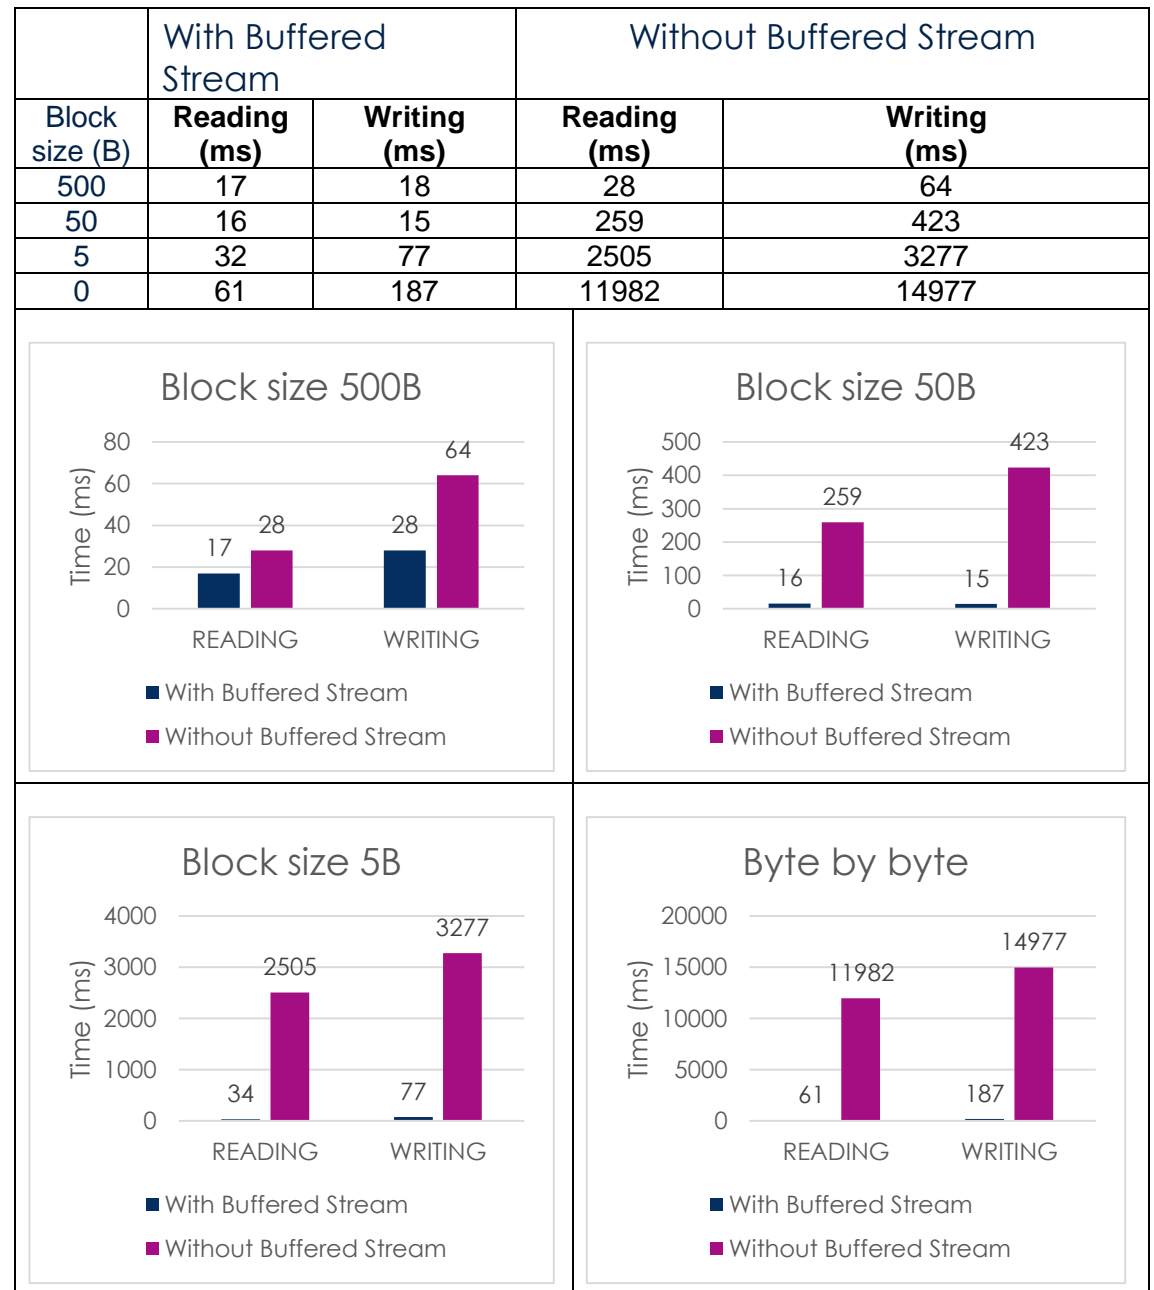 With Buffered Without Buffered Stream
Stream
Block Reading Writing Reading Writing
size (B) (ms) (ms) (ms) (ms)
500 17 18 28 64
50 16 15 259 423
5 32 77 2505 3277
0 61 187 11982 14977
Block size 500B
80
60
40
20
0
Time (ms)
17 28 28 64
READING WRITING
With Buffered Stream
Without Buffered Stream
Block size 50B
500
400
300
200
100
0
Time (ms)
16 259 15 423
READING WRITING
With Buffered Stream
Without Buffered Stream
Block size 5B
4000
3000
2000
1000
0
Time (ms)
34 2505 77 3277
READING WRITING
With Buffered Stream
Without Buffered Stream
Byte by byte
20000
15000
10000
5000
0
Time (ms)
61 11982 187 14977
READING WRITING
With Buffered Stream
Without Buffered Stream